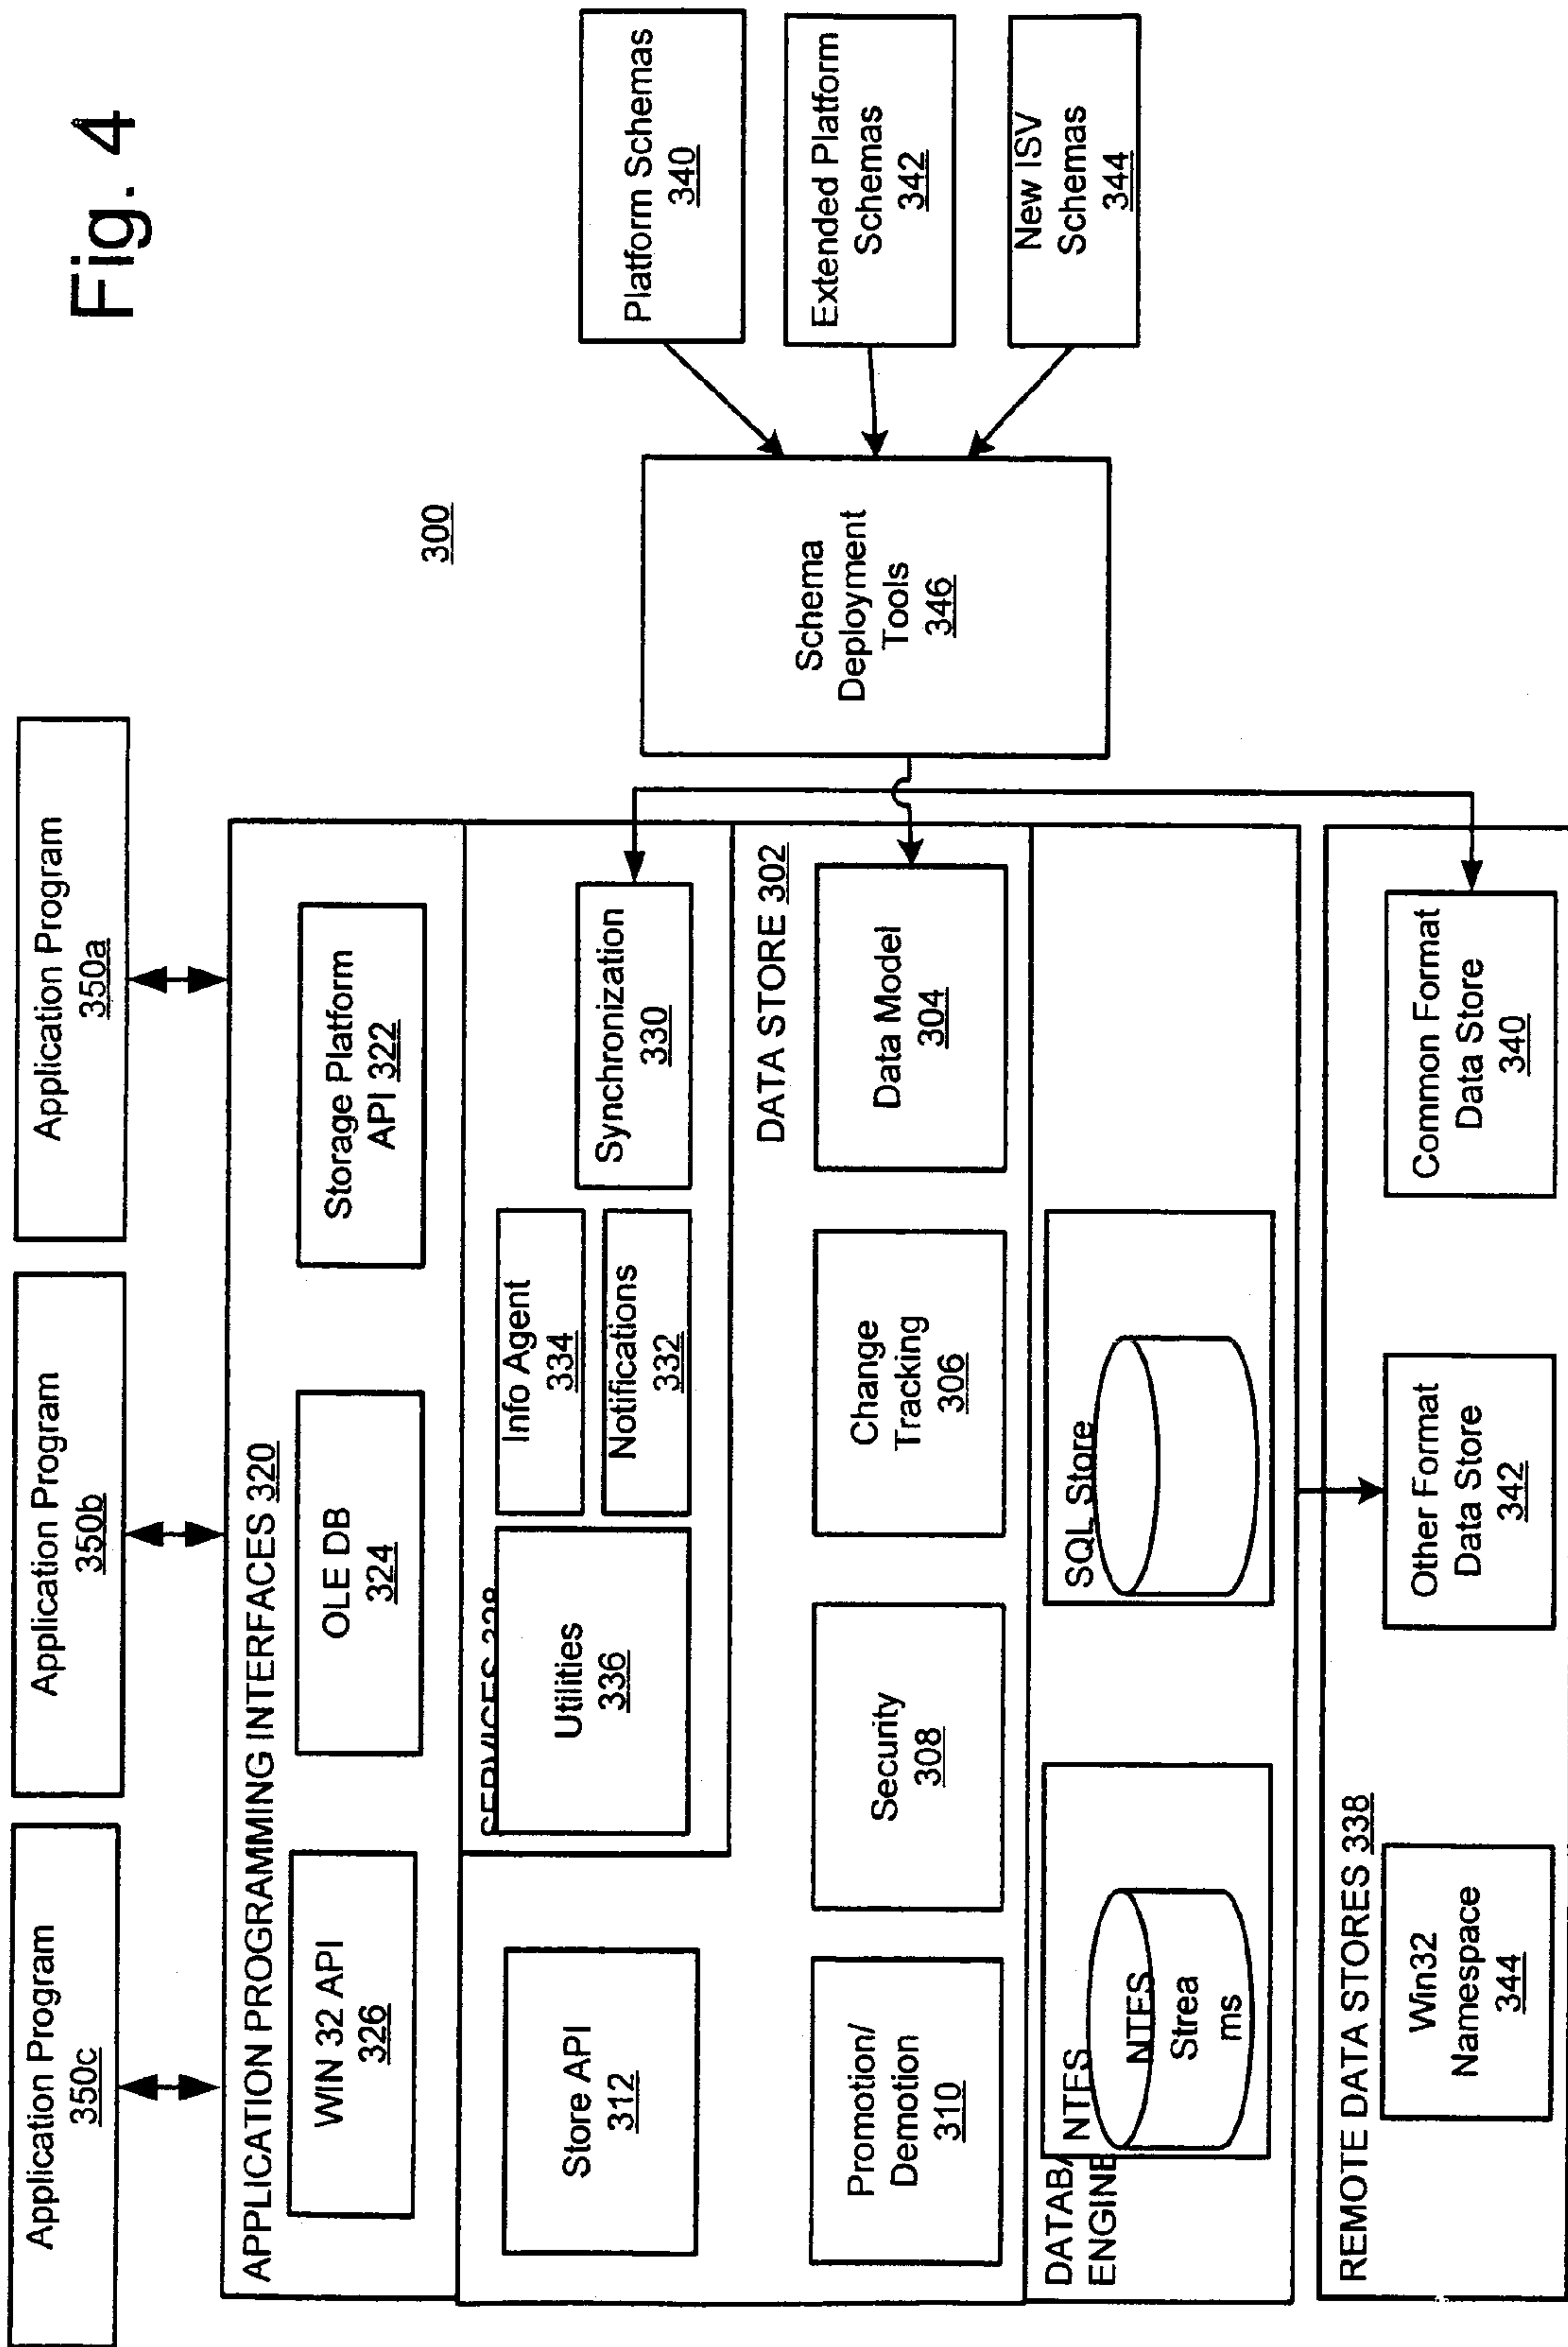 Fig. 4
Application Program
350c
Application Program
350b
Application Program
350a
APPLICATION PROGRAMMING INTERFACES 320
WIN 32 API
326
OLE DB
324
Storage Platform
API 322
300
Store API
312
Utilities
336
Info Agent
334
Notifications
332
Synchronization
330
DATA STORE 302
Promotion/
Demotion
310
Security
308
Change
Tracking
306
Data Model
304
ENGINE
NTFS
NTFS
Strea
ms
SQL Store
REMOTE DATA STORES 338
Win32
Namespace
344
Other Format
Data Store
342
Common Format
Data Store
340
Schema
Deployment
Tools
346
Platform Schemas
340
Extended Platform
Schemas
342
New ISV
Schemas
344